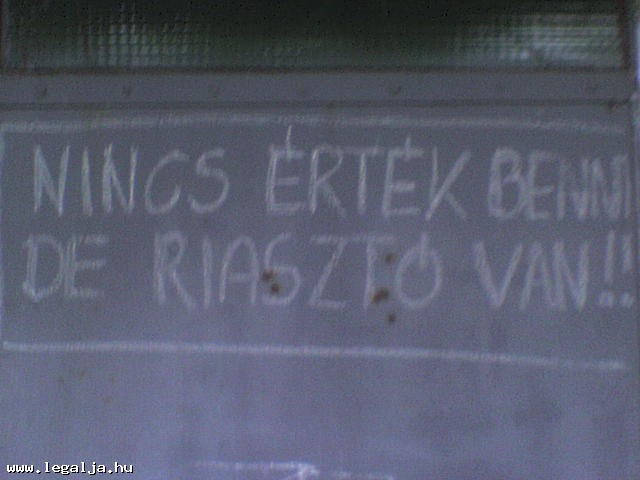 NINCS ÉRTÉK BENN
DE RIASZTÓ VAN!!
www.legalja.hu